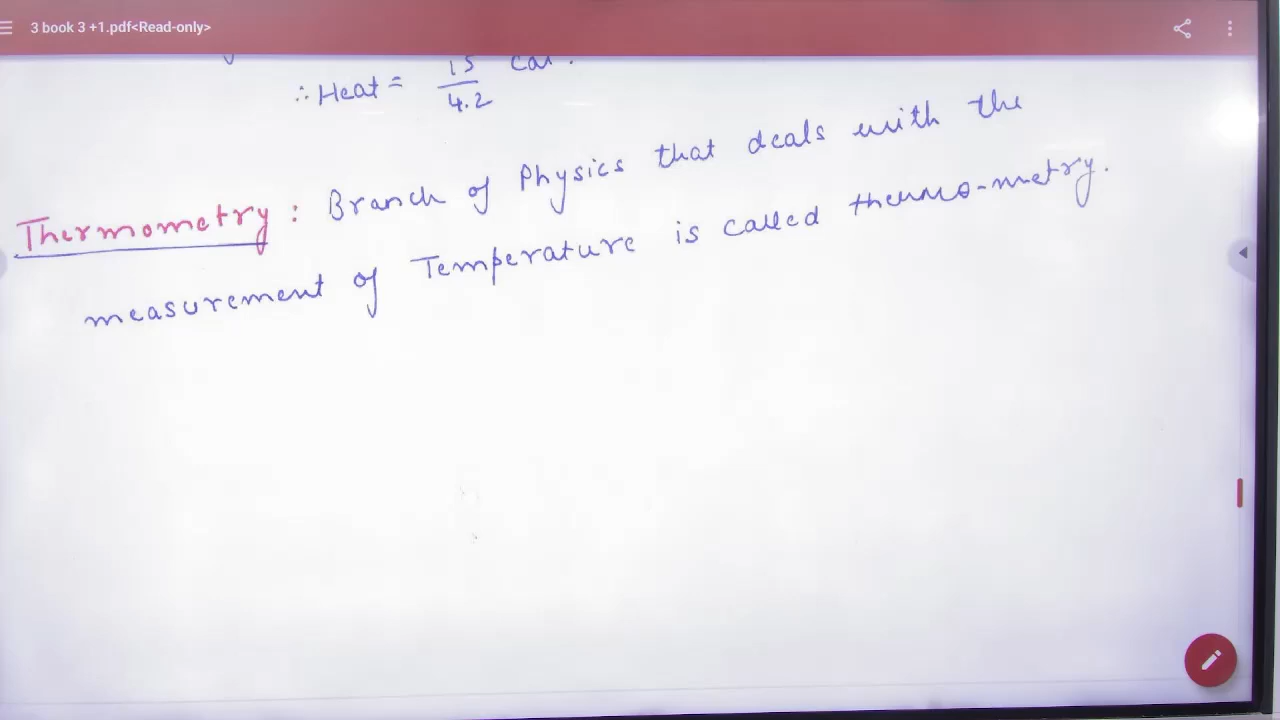 3 book 3 +1.pdf<Read-only>
∴ Heat = 15/4.2 Cal.
Thermometry : Branch of Physics that deals with the
measurement of Temperature is called thermo-metry.